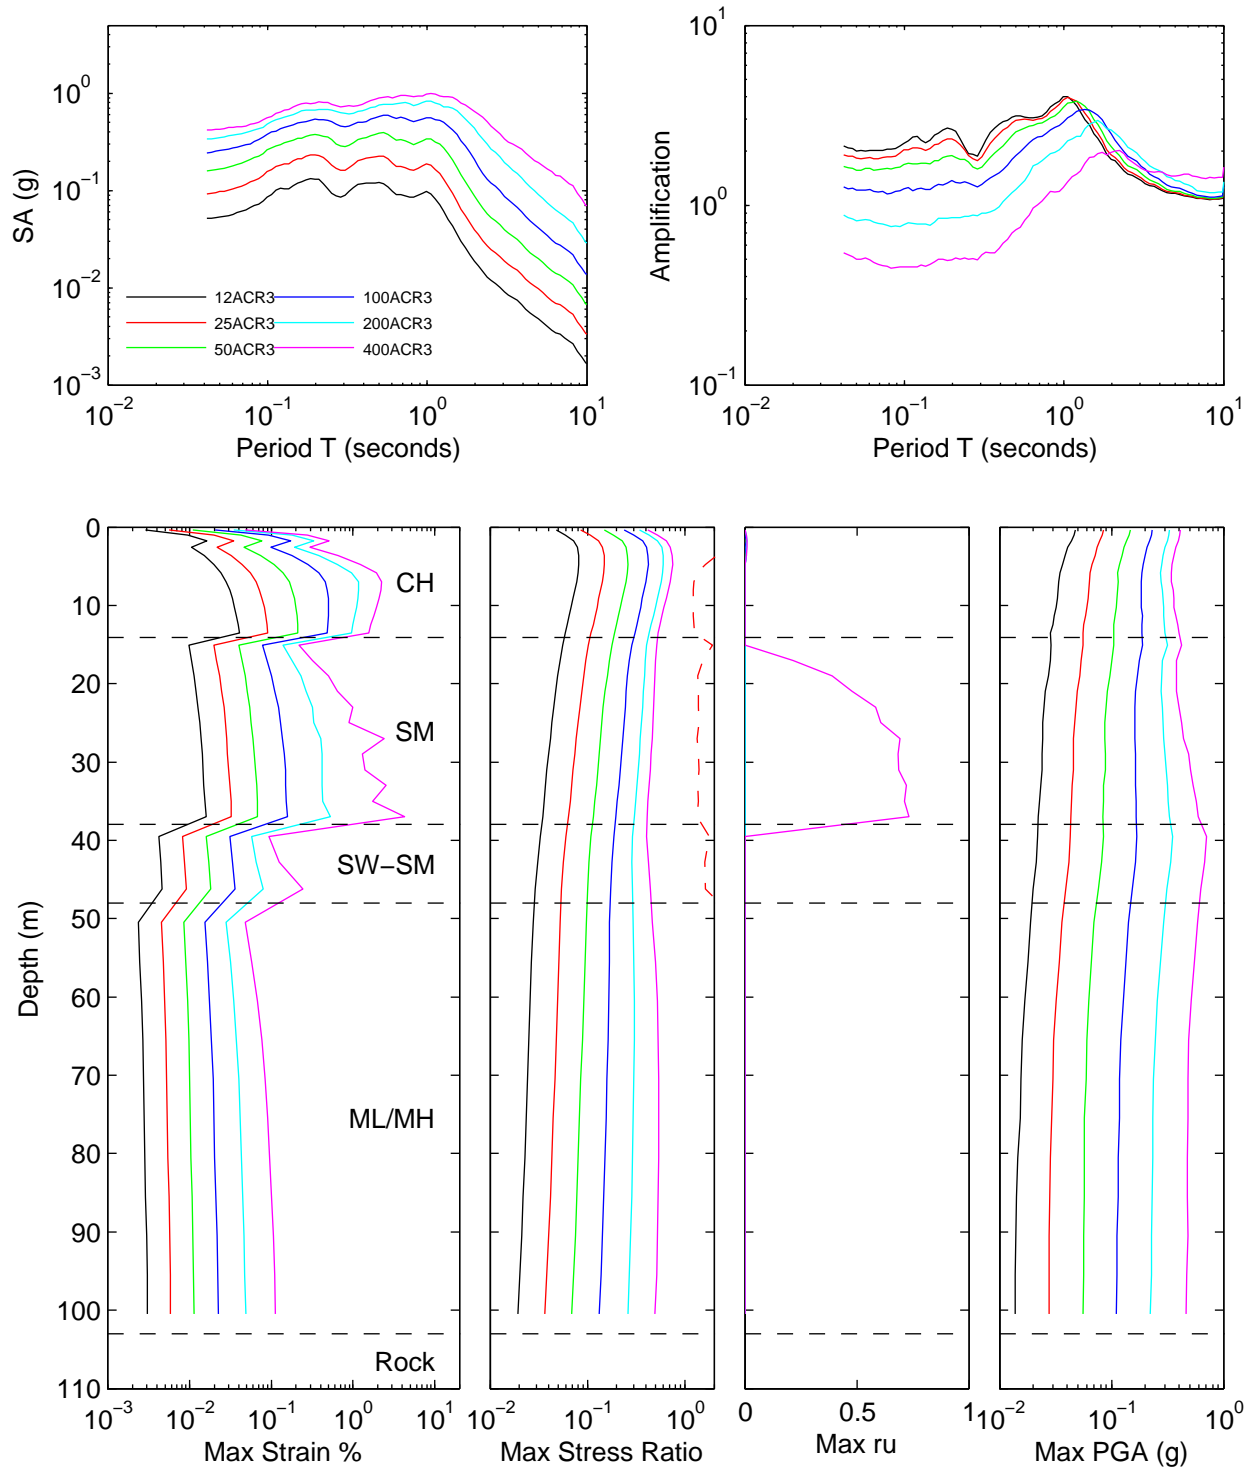 10^0
10^-1
10^-2
10^-3
SA (g)
10^-2 10^-1 10^0 10^1
Period T (seconds)
12ACR3 100ACR3
25ACR3 200ACR3
50ACR3 400ACR3
10^1
10^0
10^-1
Amplification
10^-2 10^-1 10^0 10^1
Period T (seconds)
0
10
20
30
40
50
60
70
80
90
100
110
Depth (m)
CH
SM
SW−SM
ML/MH
Rock
10^-3 10^-2 10^-1 10^0 10^1
Max Strain %
10^-2 10^-1 10^0
Max Stress Ratio
0 0.5 1
Max ru
10^-2 10^-1 10^0
Max PGA (g)